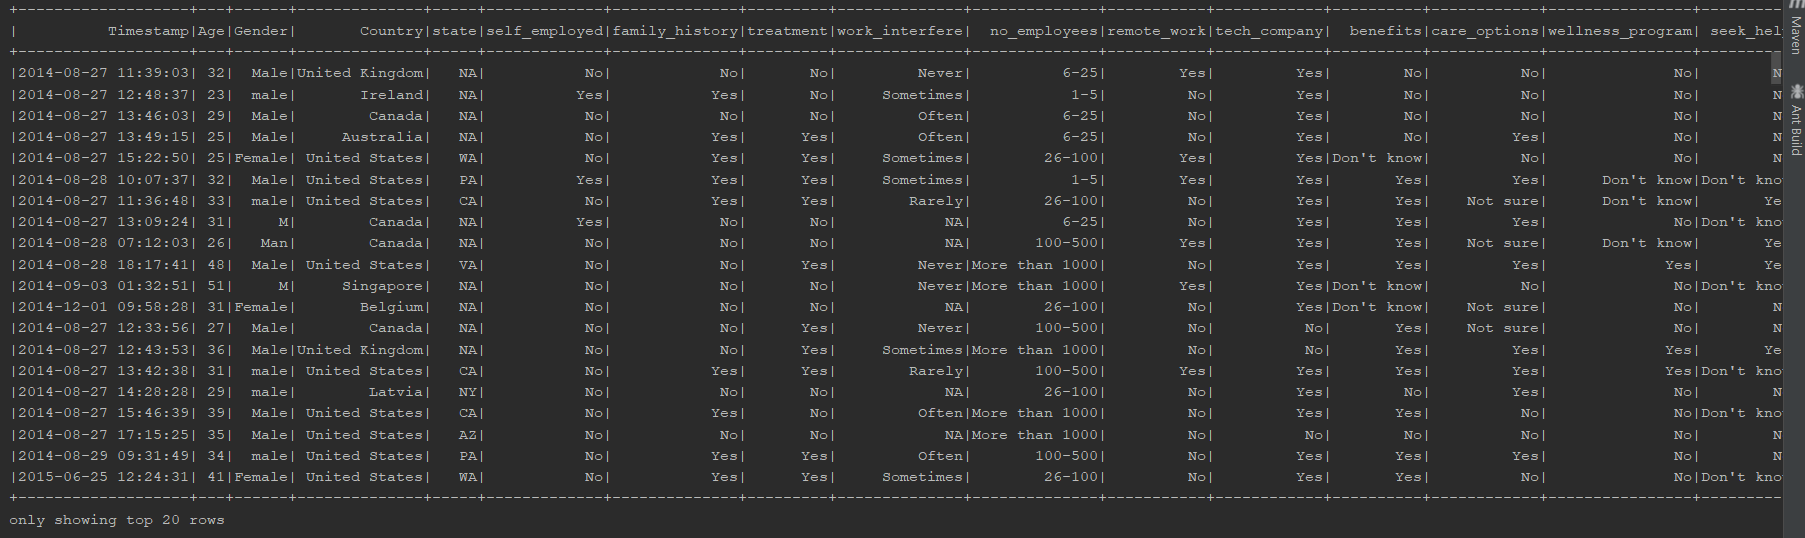 +-------------------+---+------+--------------+-----+-------------+--------------+---------+--------------+--------------+-----------+------------+----------+------------+----------------+---------
|          Timestamp|Age|Gender|       Country|state|self_employed|family_history|treatment|work_interfere|  no_employees|remote_work|tech_company|  benefits|care_options|wellness_program| seek_hel
+-------------------+---+------+--------------+-----+-------------+--------------+---------+--------------+--------------+-----------+------------+----------+------------+----------------+---------
|2014-08-27 11:39:03| 32|  Male|United Kingdom|   NA|           No|            No|       No|         Never|          6-25|        Yes|         Yes|        No|          No|              No|        N
|2014-08-27 12:48:37| 23|  male|       Ireland|   NA|          Yes|           Yes|       No|     Sometimes|           1-5|         No|         Yes|        No|          No|              No|        N
|2014-08-27 13:46:03| 29|  Male|        Canada|   NA|           No|            No|       No|         Often|          6-25|         No|         Yes|        No|          No|              No|        N
|2014-08-27 13:49:15| 25|  Male|     Australia|   NA|           No|           Yes|      Yes|         Often|          6-25|         No|         Yes|        No|         Yes|              No|        N
|2014-08-27 15:22:50| 25|Female| United States|   WA|           No|           Yes|      Yes|     Sometimes|        26-100|        Yes|         Yes|Don't know|          No|              No|        N
|2014-08-28 10:07:37| 32|  Male| United States|   PA|          Yes|           Yes|      Yes|     Sometimes|           1-5|        Yes|         Yes|       Yes|         Yes|      Don't know|Don't kno
|2014-08-27 11:36:48| 33|  male| United States|   CA|           No|           Yes|      Yes|        Rarely|        26-100|         No|         Yes|       Yes|    Not sure|      Don't know|       Ye
|2014-08-27 13:09:24| 31|     M|        Canada|   NA|          Yes|            No|       No|            NA|          6-25|         No|         Yes|       Yes|         Yes|              No|Don't kno
|2014-08-28 07:12:03| 26|   Man|        Canada|   NA|           No|            No|       No|            NA|       100-500|        Yes|         Yes|       Yes|    Not sure|      Don't know|       Ye
|2014-08-28 18:17:41| 48|  Male| United States|   VA|           No|            No|      Yes|         Never|More than 1000|         No|         Yes|       Yes|         Yes|             Yes|       Ye
|2014-09-03 01:32:51| 51|     M|     Singapore|   NA|           No|            No|       No|         Never|More than 1000|        Yes|         Yes|Don't know|          No|              No|Don't kno
|2014-12-01 09:58:28| 31|Female|       Belgium|   NA|           No|            No|       No|            NA|        26-100|         No|         Yes|Don't know|    Not sure|              No|        N
|2014-08-27 12:33:56| 27|  Male|        Canada|   NA|           No|            No|      Yes|         Never|       100-500|         No|          No|       Yes|    Not sure|              No|        N
|2014-08-27 12:43:53| 36|  Male|United Kingdom|   NA|           No|            No|      Yes|     Sometimes|More than 1000|         No|          No|       Yes|         Yes|             Yes|       Ye
|2014-08-27 13:42:38| 31|  male| United States|   CA|           No|           Yes|      Yes|        Rarely|       100-500|        Yes|         Yes|       Yes|         Yes|             Yes|Don't kno
|2014-08-27 14:28:28| 29|  male|        Latvia|   NY|           No|            No|       No|            NA|        26-100|         No|         Yes|        No|         Yes|              No|        N
|2014-08-27 15:46:39| 39|  Male| United States|   CA|           No|           Yes|       No|         Often|More than 1000|         No|         Yes|       Yes|          No|              No|Don't kno
|2014-08-27 17:15:25| 35|  Male| United States|   AZ|           No|            No|       No|            NA|More than 1000|         No|          No|        No|          No|              No|        N
|2014-08-29 09:31:49| 34|  male| United States|   PA|           No|           Yes|      Yes|         Often|       100-500|         No|         Yes|       Yes|         Yes|              No|        N
|2015-06-25 12:24:31| 41|Female| United States|   WA|           No|           Yes|      Yes|     Sometimes|        26-100|         No|         Yes|       Yes|          No|              No|Don't kno
+-------------------+---+------+--------------+-----+-------------+--------------+---------+--------------+--------------+-----------+------------+----------+------------+----------------+---------
only showing top 20 rows
Maven
Ant Build